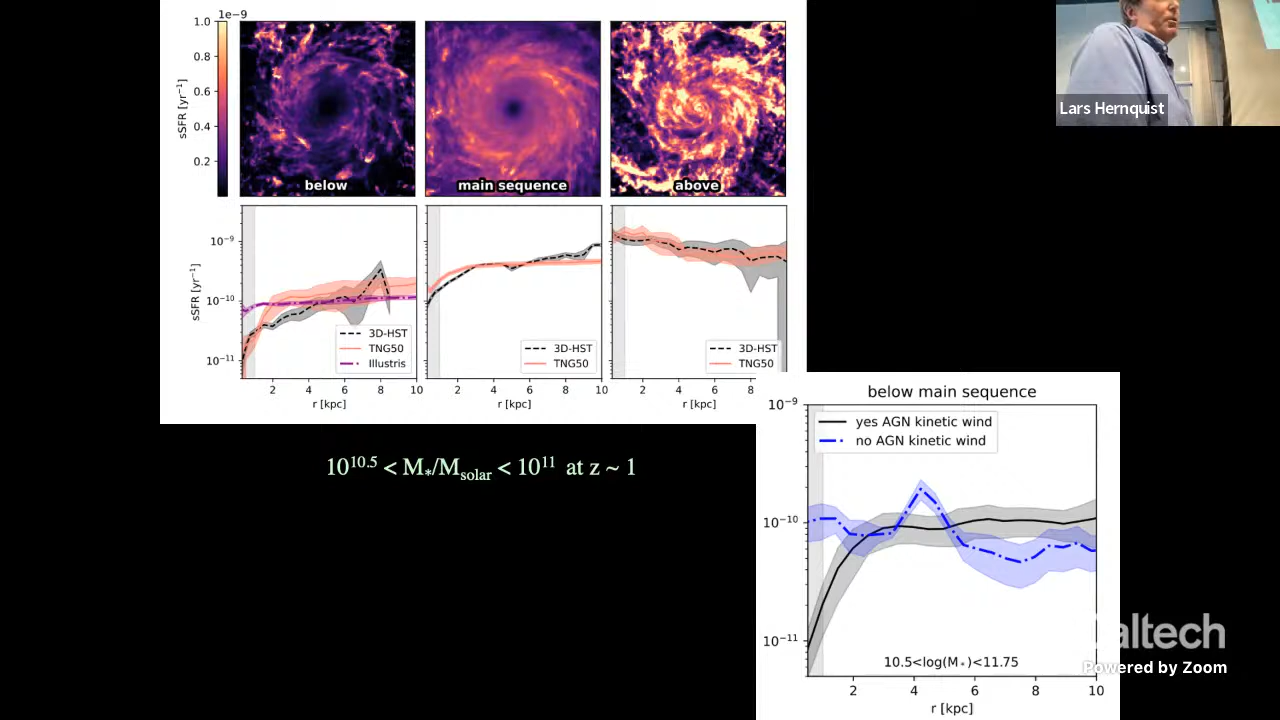 1e−9
1.0
0.8
0.6
0.4
0.2
sSFR [yr⁻¹]
below
main sequence
above
Lars Hernquist
10⁻⁹
10⁻¹⁰
10⁻¹¹
sSFR [yr⁻¹]
3D-HST
TNG50
Illustris
3D-HST
TNG50
3D-HST
TNG50
2 4 6 8 10
2 4 6 8 10
2 4 6 8
r [kpc]
r [kpc]
r [kpc]
10^10.5 < M*/Msolar < 10^11 at z ~ 1
below main sequence
10⁻⁹
10⁻¹⁰
10⁻¹¹
yes AGN kinetic wind
no AGN kinetic wind
10.5<log(M*)<11.75
2 4 6 8 10
r [kpc]
altech
Powered by Zoom